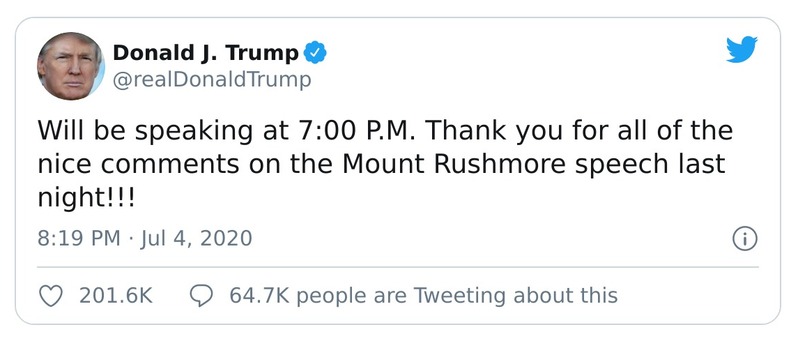 Donald J. Trump
@realDonaldTrump
Will be speaking at 7:00 P.M. Thank you for all of the
nice comments on the Mount Rushmore speech last
night!!!
8:19 PM · Jul 4, 2020
201.6K 64.7K people are Tweeting about this